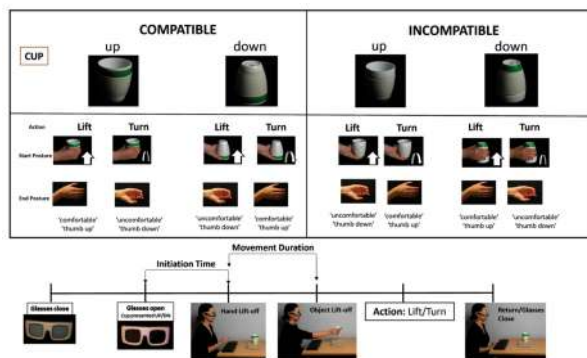 COMPATIBLE
INCOMPATIBLE
CUP
up
down
up
down
Action
Lift
Turn
Lift
Turn
Lift
Turn
Lift
Turn
Start Posture
End Posture
'comfortable' 'thumb up'
'uncomfortable' 'thumb down'
'uncomfortable' 'thumb down'
'comfortable' 'thumb up'
'uncomfortable' 'thumb down'
'comfortable' 'thumb up'
'comfortable' 'thumb up'
'uncomfortable' 'thumb down'
Movement Duration
Initiation Time
Glasses close
Glasses open
Hand Lift-off
Object Lift-off
Action: Lift/Turn
Return/Glasses
Close